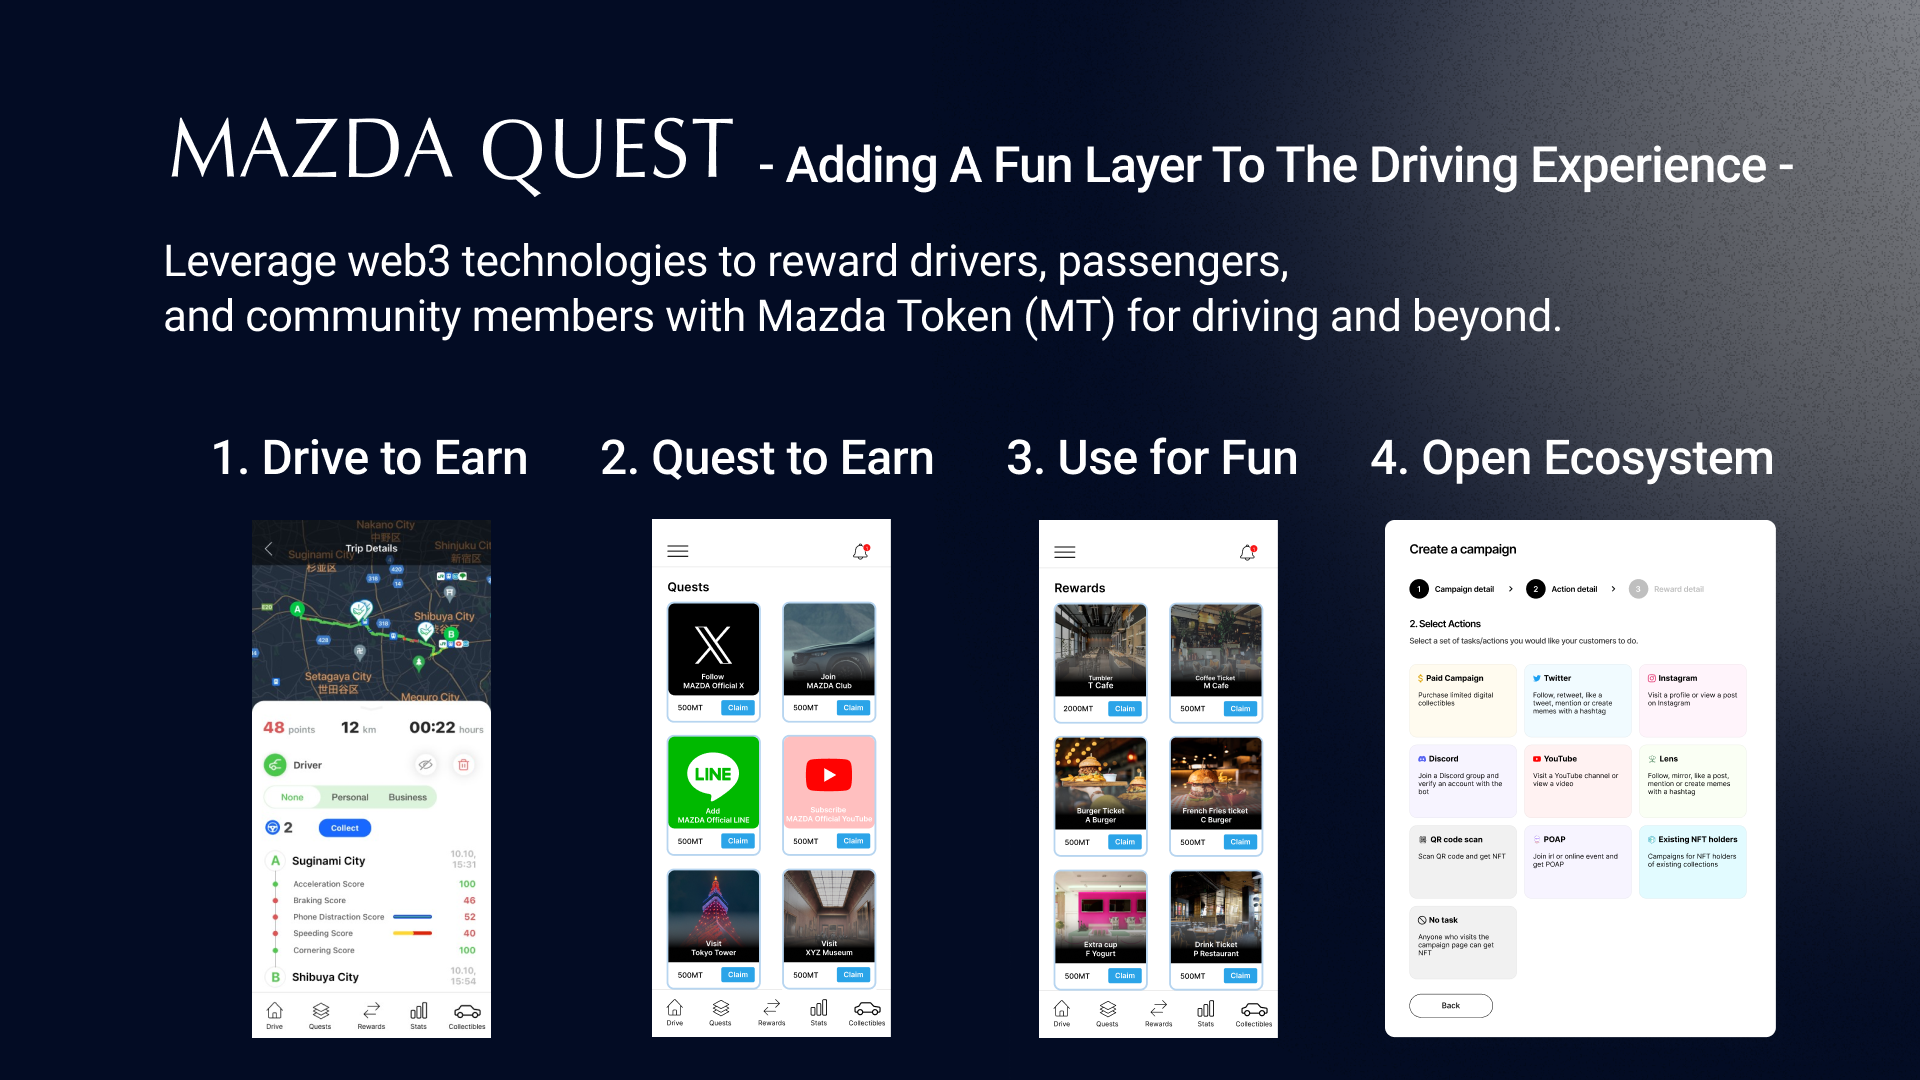 MAZDA QUEST - Adding A Fun Layer To The Driving Experience -
Leverage web3 technologies to reward drivers, passengers,
and community members with Mazda Token (MT) for driving and beyond.
1. Drive to Earn
Nakano City
中野区
Trip Details
Suginami City
杉並区
Shinjuku Cit
新宿区
420
318
14
A
Shibuya City
渋谷区
318
B
428
Setagaya City
世田谷区
Meguro City
48 points
12 km
00:22 hours
Driver
None
Personal
Business
2
Collect
A
Suginami City
10.10,
15:31
Acceleration Score
100
Braking Score
46
Phone Distraction Score
52
Speeding Score
40
Cornering Score
100
B
Shibuya City
10.10,
15:54
Drive
Quests
Rewards
Stats
Collectibles
2. Quest to Earn
Quests
Follow
MAZDA Official X
500MT
Claim
Join
MAZDA Club
500MT
Claim
LINE
Add
MAZDA Official LINE
500MT
Claim
Subscribe
MAZDA Official YouTube
500MT
Claim
Visit
Tokyo Tower
500MT
Claim
Visit
XYZ Museum
500MT
Claim
Drive
Quests
Rewards
Stats
Collectibles
3. Use for Fun
Rewards
Tumbler
T Cafe
2000MT
Claim
Coffee Ticket
M Cafe
500MT
Claim
Burger Ticket
A Burger
500MT
Claim
French Fries ticket
C Burger
500MT
Claim
Extra cup
F Yogurt
500MT
Claim
Drink Ticket
P Restaurant
500MT
Claim
Drive
Quests
Rewards
Stats
Collectibles
4. Open Ecosystem
Create a campaign
1 Campaign detail
2 Action detail
3 Reward detail
2. Select Actions
Select a set of tasks/actions you would like your customers to do.
Paid Campaign
Purchase limited digital
collectibles
Twitter
Follow, retweet, like a
tweet, mention or create
memes with a hashtag
Instagram
Visit a profile or view a post
on Instagram
Discord
Join a Discord group and
verify an account with the
bot
YouTube
Visit a YouTube channel or
view a video
Lens
Follow, mirror, like a post,
mention or create memes
with a hashtag
QR code scan
Scan QR code and get NFT
POAP
Join irl or online event and
get POAP
Existing NFT holders
Campaigns for NFT holders
of existing collections
No task
Anyone who visits the
campaign page can get
NFT
Back